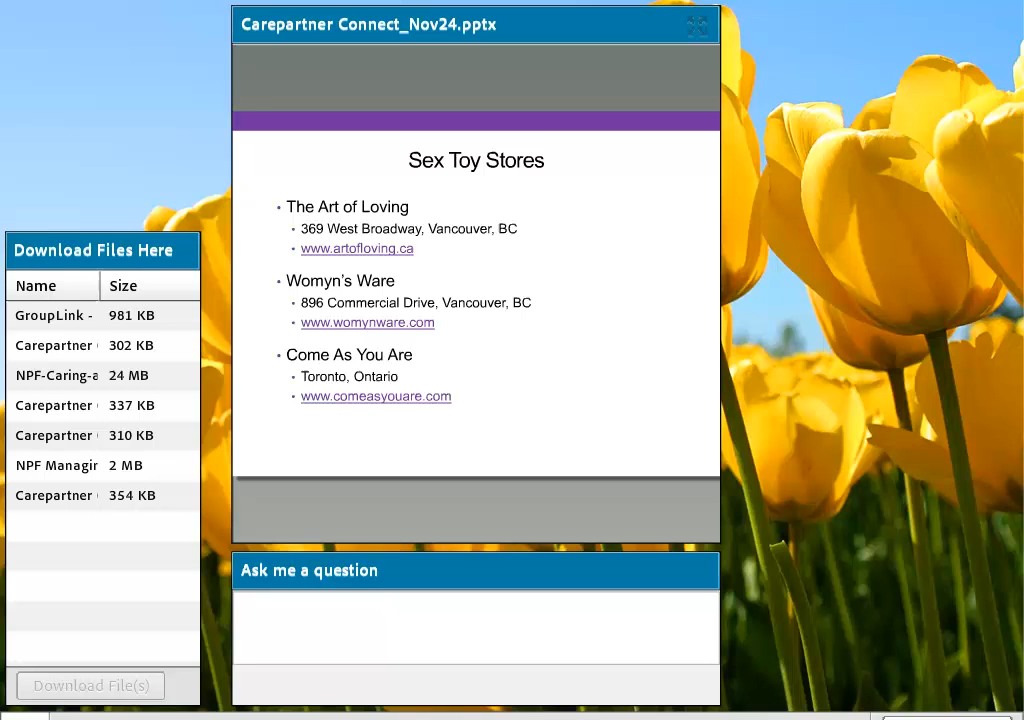 Carepartner Connect_Nov24.pptx
Sex Toy Stores
• The Art of Loving
• 369 West Broadway, Vancouver, BC
• www.artofloving.ca
• Womyn's Ware
• 896 Commercial Drive, Vancouver, BC
• www.womynware.com
• Come As You Are
• Toronto, Ontario
• www.comeasyouare.com
Download Files Here
Name Size
GroupLink - 981 KB
Carepartner 302 KB
NPF-Caring-a 24 MB
Carepartner 337 KB
Carepartner 310 KB
NPF Managin 2 MB
Carepartner 354 KB
Download File(s)
Ask me a question